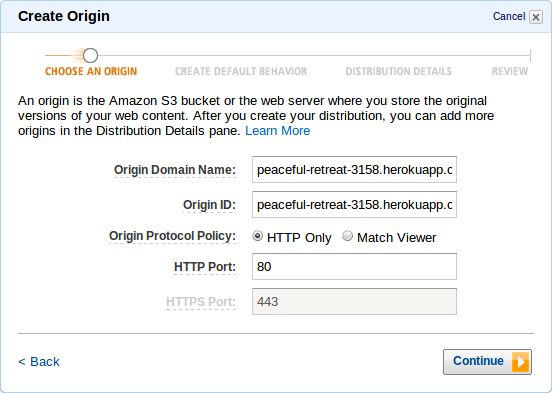 Create Origin Cancel
CHOOSE AN ORIGIN CREATE DEFAULT BEHAVIOR DISTRIBUTION DETAILS REVIEW
An origin is the Amazon S3 bucket or the web server where you store the original
versions of your web content. After you create your distribution, you can add more
origins in the Distribution Details pane. Learn More
Origin Domain Name: peaceful-retreat-3158.herokuapp.c
Origin ID: peaceful-retreat-3158.herokuapp.c
Origin Protocol Policy: HTTP Only Match Viewer
HTTP Port: 80
HTTPS Port: 443
< Back Continue